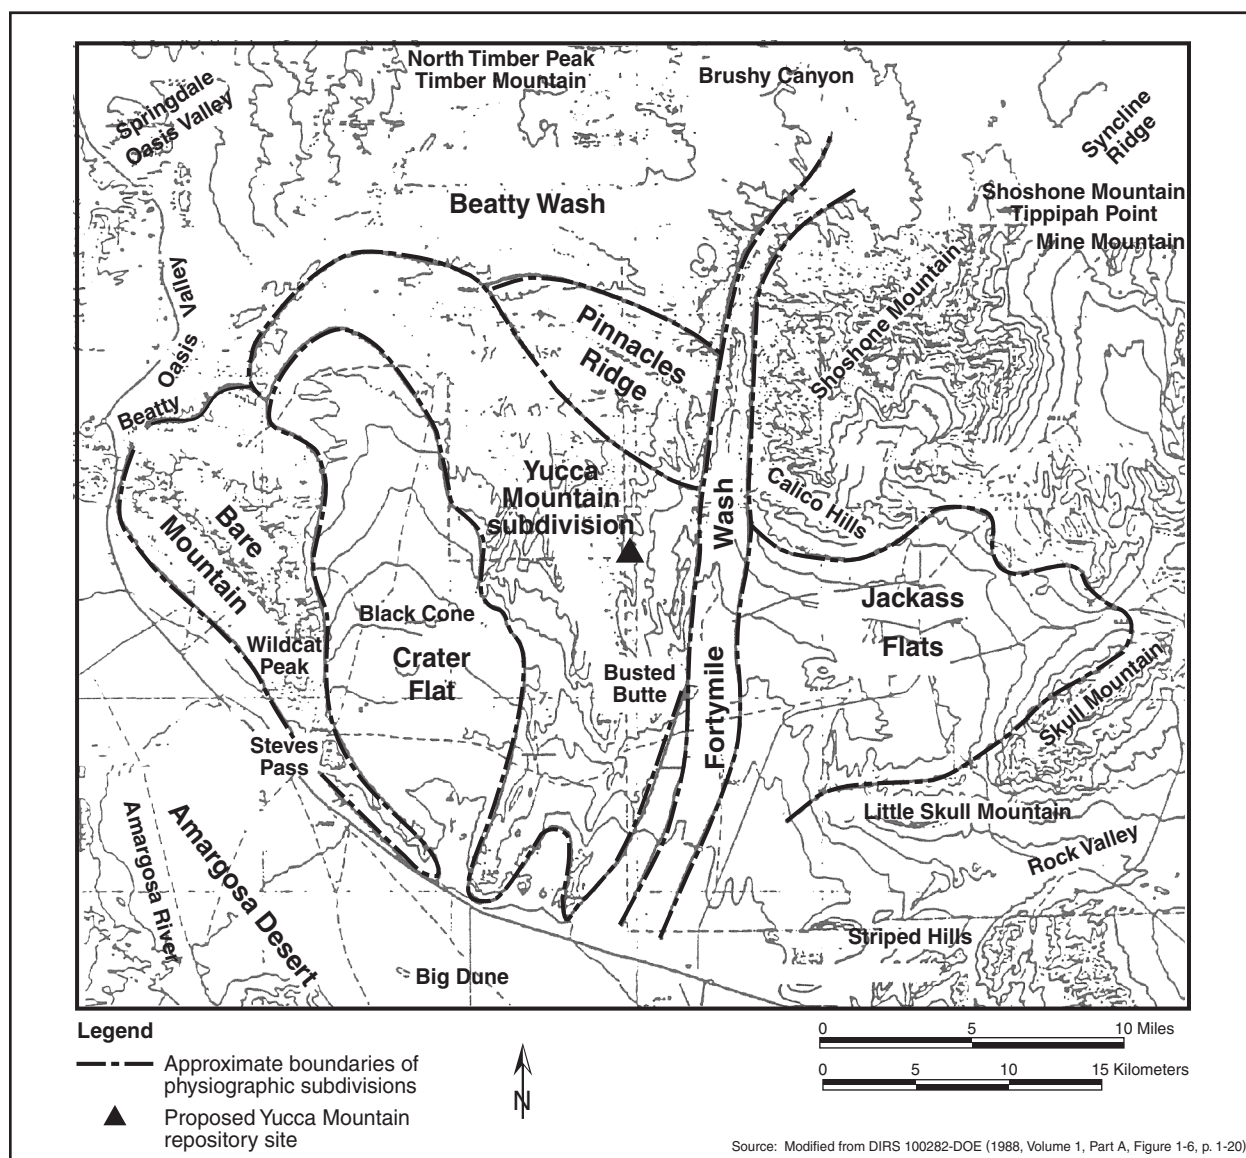 North Timber Peak
Timber Mountain
Brushy Canyon
Springdale
Oasis Valley
Syncline
Ridge
Shoshone Mountain
Tippipah Point
Mine Mountain
Beatty Wash
Oasis Valley
Shoshone Mountain
Pinnacles
Ridge
Beatty
Yucca
Mountain
subdivision
Calico Hills
Bare
Mountain
Fortymile Wash
Jackass
Flats
Black Cone
Wildcat
Peak
Crater
Flat
Busted
Butte
Skull Mountain
Steves
Pass
Little Skull Mountain
Rock Valley
Amargosa River
Amargosa Desert
Striped Hills
Big Dune
Legend
Approximate boundaries of
physiographic subdivisions
Proposed Yucca Mountain
repository site
N
0 5 10 Miles
0 5 10 15 Kilometers
Source: Modified from DIRS 100282-DOE (1988, Volume 1, Part A, Figure 1-6, p. 1-20)